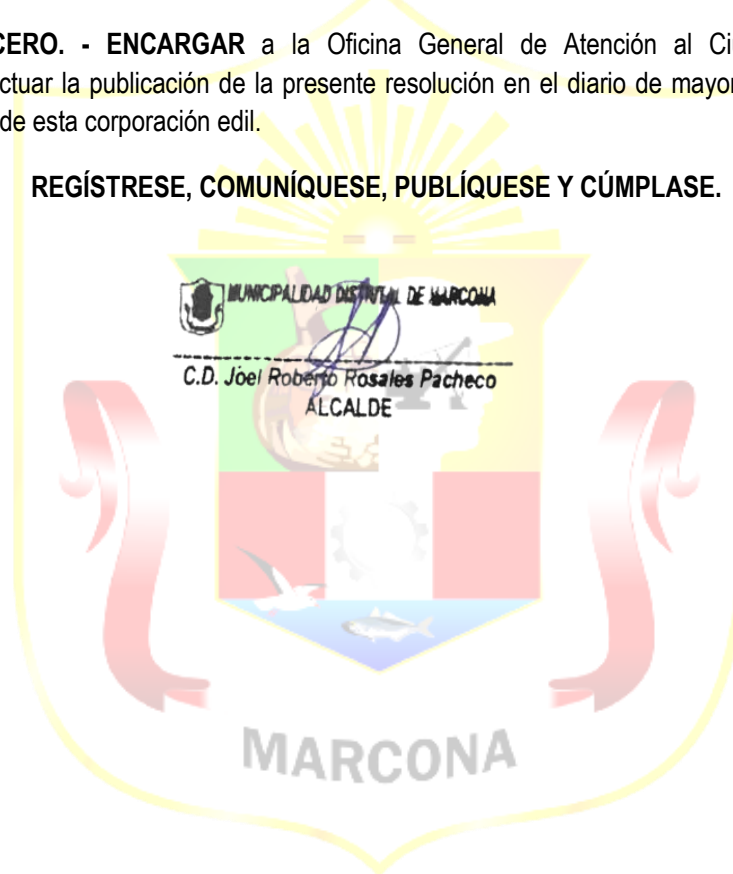 CERO. - ENCARGAR a la Oficina General de Atención al Ci
ctuar la publicación de la presente resolución en el diario de mayor
de esta corporación edil.
REGÍSTRESE, COMUNÍQUESE, PUBLÍQUESE Y CÚMPLASE.
MUNICIPALIDAD DISTRITAL DE MARCONA
C.D. Joel Roberto Rosales Pacheco
ALCALDE
MARCONA